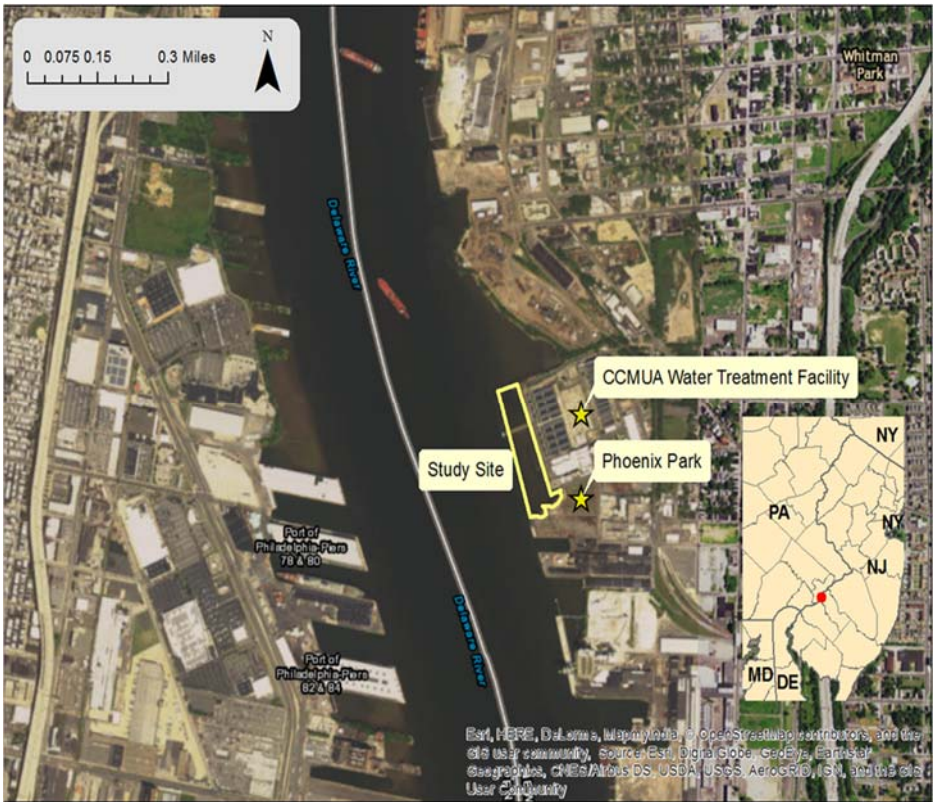 N
0 0.075 0.15 0.3 Miles
Whitman
Park
Delaware River
CCMUA Water Treatment Facility
Study Site
Phoenix Park
Port of
Philadelphia-Piers
78 & 80
Delaware River
Port of
Philadelphia-Piers
82 & 84
NY
PA
NY
NJ
MD
DE
Esri, HERE, DeLorme, MapmyIndia, © OpenStreetMap contributors, and the
GIS user community, Source: Esri, DigitalGlobe, GeoEye, Earthstar
Geographics, CNES/Airbus DS, USDA, USGS, AeroGRID, IGN, and the GIS
User Community